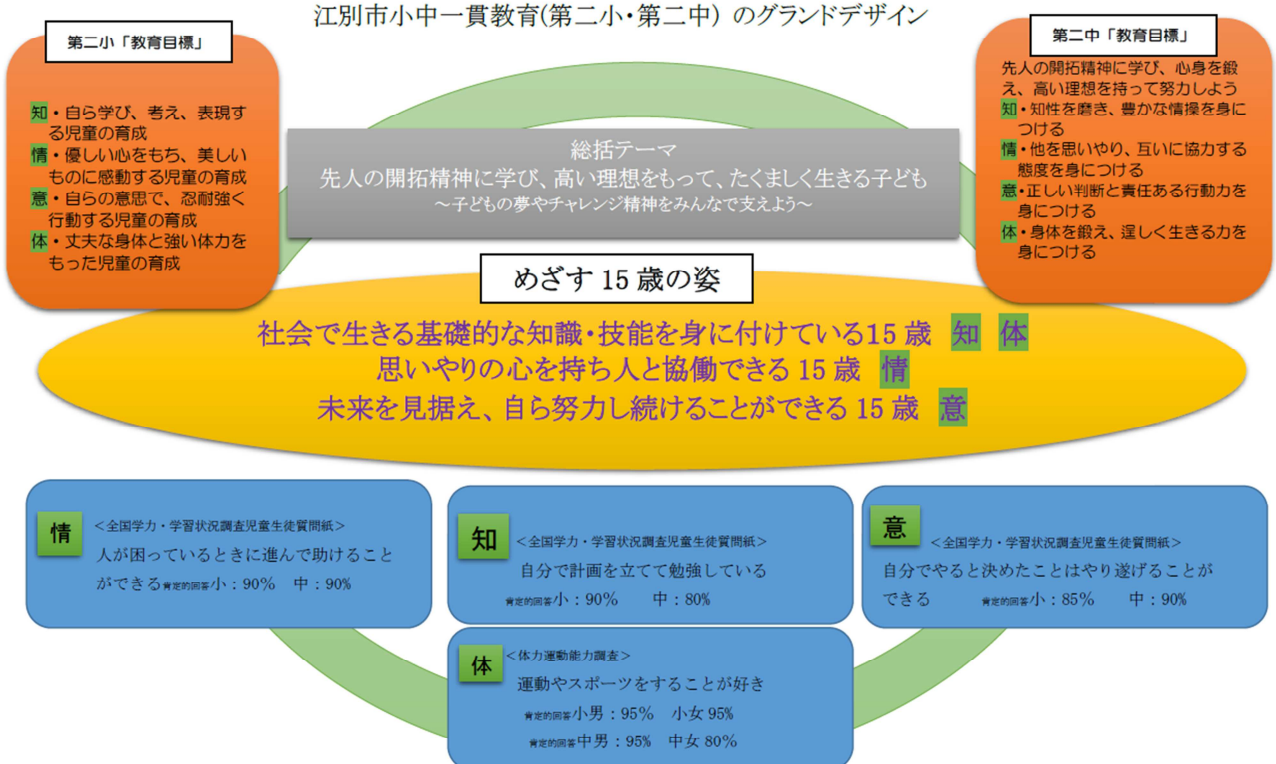 江別市小中一貫教育(第二小・第二中) のグランドデザイン
第二小「教育目標」
知・自ら学び、考え、表現す
る児童の育成
情・優しい心をもち、美しい
ものに感動する児童の育成
意・自らの意思で、忍耐強く
行動する児童の育成
体・丈夫な身体と強い体力を
もった児童の育成
総括テーマ
先人の開拓精神に学び、高い理想をもって、たくましく生きる子ども
～子どもの夢やチャレンジ精神をみんなで支えよう～
第二中「教育目標」
先人の開拓精神に学び、心身を鍛
え、高い理想を持って努力しよう
知・知性を磨き、豊かな情操を身に
つける
情・他を思いやり、互いに協力する
態度を身につける
意・正しい判断と責任ある行動力を
身につける
体・身体を鍛え、逞しく生きる力を
身につける
めざす 15 歳の姿
社会で生きる基礎的な知識・技能を身に付けている15 歳 知 体
思いやりの心を持ち人と協働できる 15 歳 情
未来を見据え、自ら努力し続けることができる 15 歳 意
情
＜全国学力・学習状況調査児童生徒質問紙＞
人が困っているときに進んで助けること
ができる肯定的回答小：90% 中：90%
知
＜全国学力・学習状況調査児童生徒質問紙＞
自分で計画を立てて勉強している
肯定的回答小：90% 中：80%
意
＜全国学力・学習状況調査児童生徒質問紙＞
自分でやると決めたことはやり遂げることが
できる 肯定的回答小：85% 中：90%
体
＜体力運動能力調査＞
運動やスポーツをすることが好き
肯定的回答小男：95% 小女 95%
肯定的回答中男：95% 中女 80%